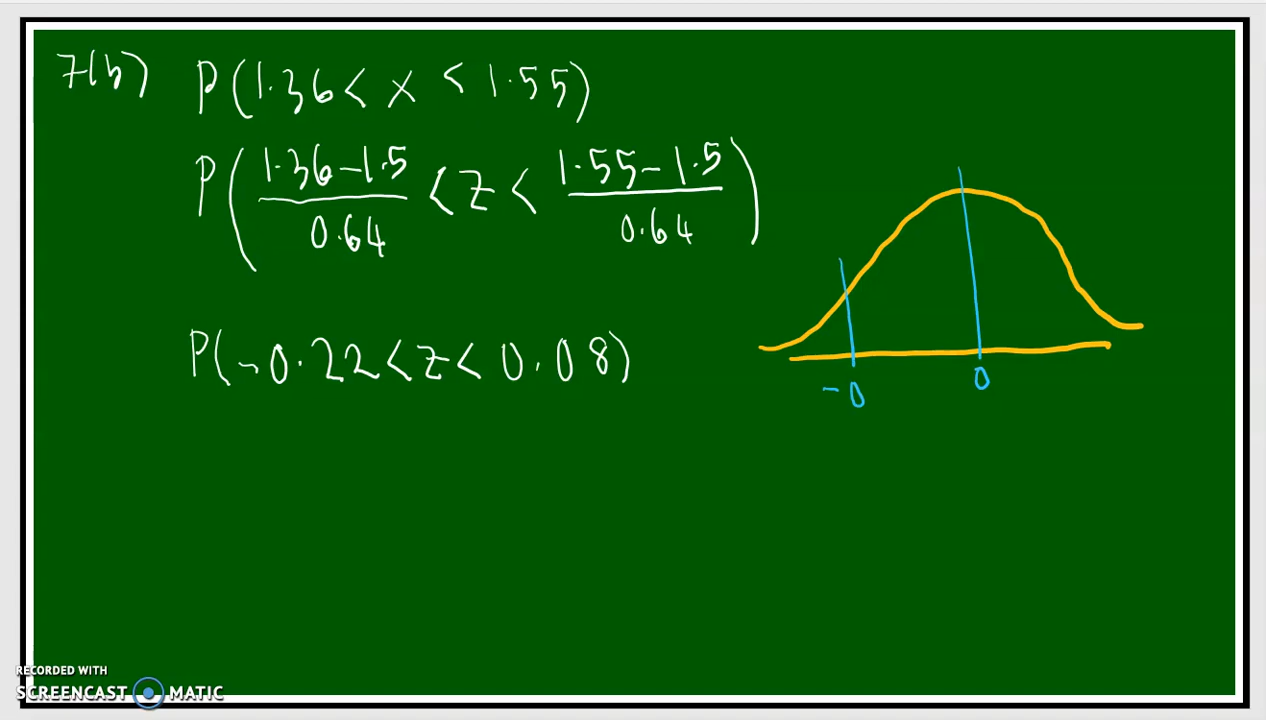 7(b) P(1.36 < x < 1.55)
P(1.36-1.5/0.64 < z < 1.55-1.5/0.64)
P(-0.22 < z < 0.08)
-0 0
RECORDED WITH
SCREENCAST MATIC